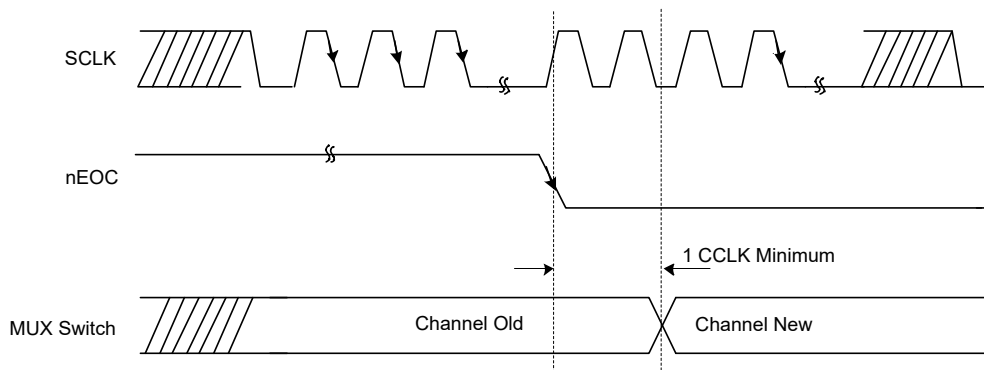 SCLK
nEOC
1 CCLK Minimum
MUX Switch
Channel Old
Channel New